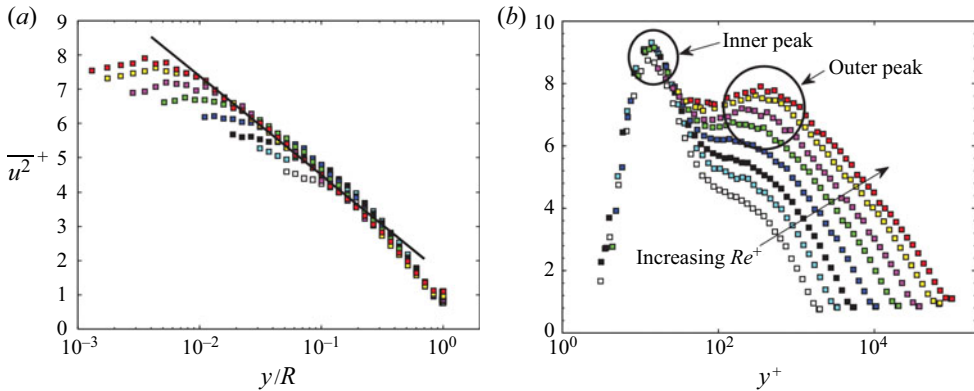 (a)
9
8
7
6
5
4
3
2
1
0
u² +
10⁻³ 10⁻² 10⁻¹ 10⁰
y/R
(b)
10
8
6
4
2
0
Inner peak
Outer peak
Increasing Re⁺
10⁰ 10² 10⁴
y⁺